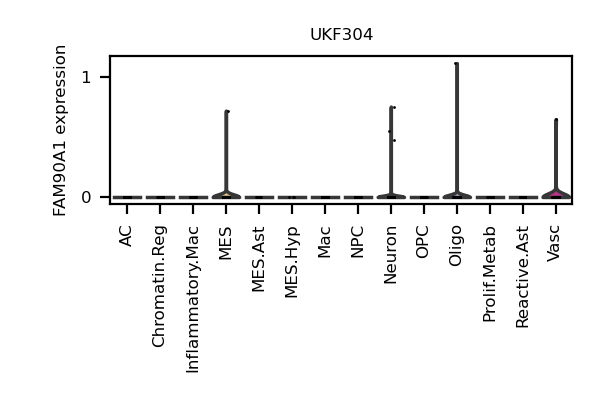 UKF304
FAM90A1 expression
1
0
AC
Chromatin.Reg
Inflammatory.Mac
MES
MES.Ast
MES.Hyp
Mac
NPC
Neuron
OPC
Oligo
Prolif.Metab
Reactive.Ast
Vasc